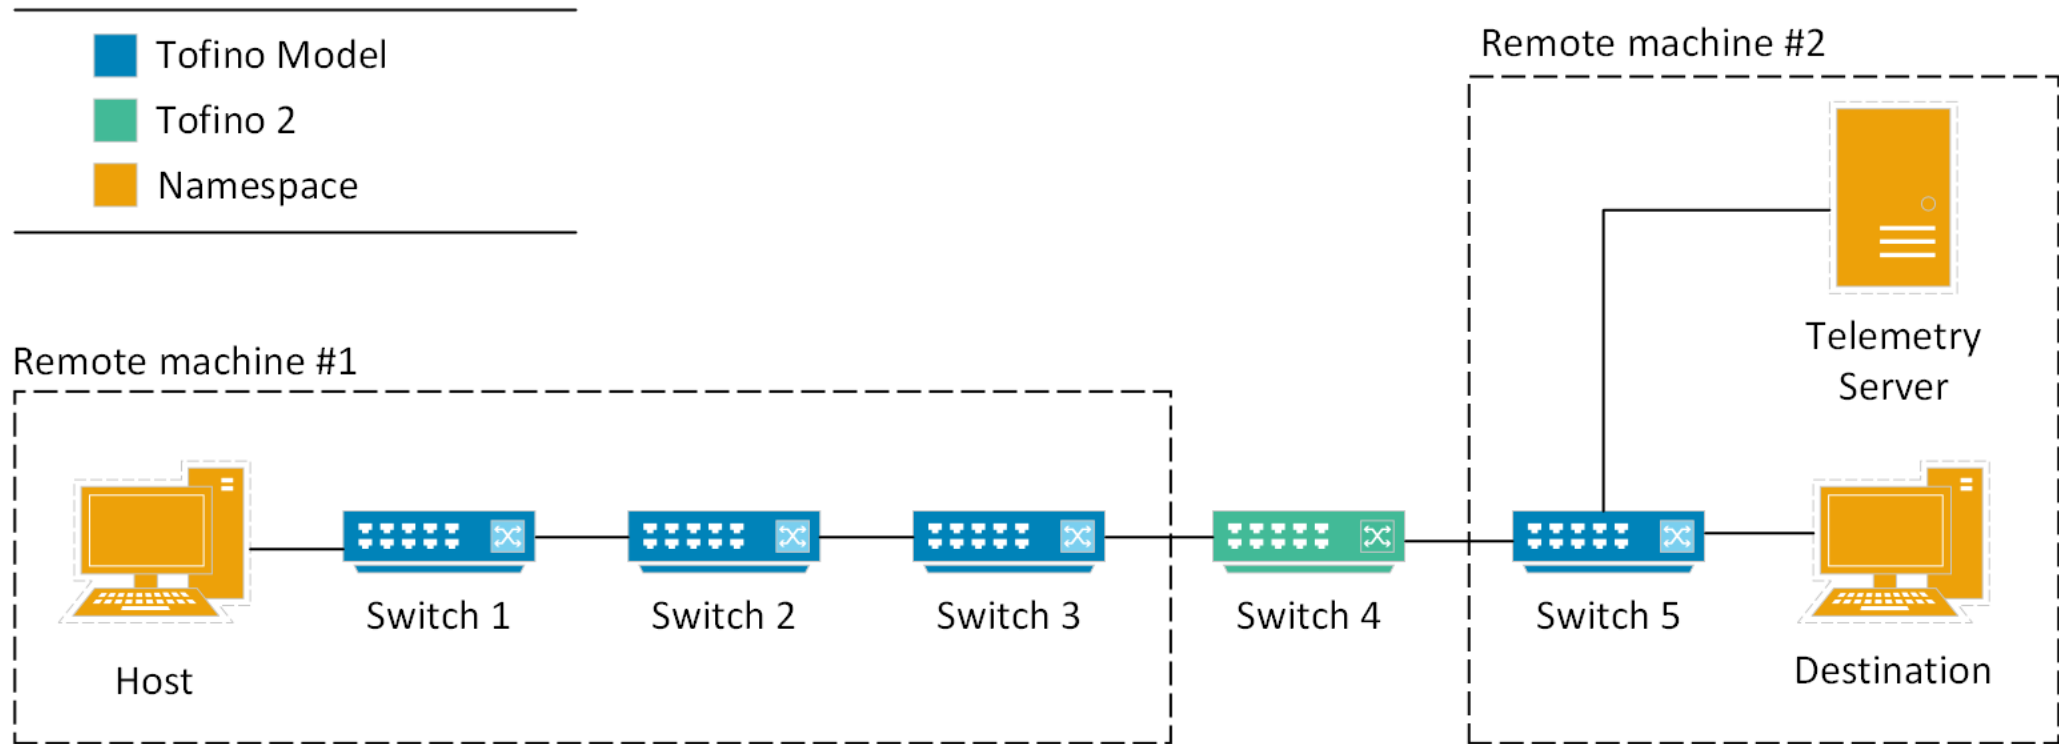 Tofino Model
Tofino 2
Namespace
Remote machine #2
Telemetry
Server
Remote machine #1
Switch 1
Switch 2
Switch 3
Switch 4
Switch 5
Host
Destination